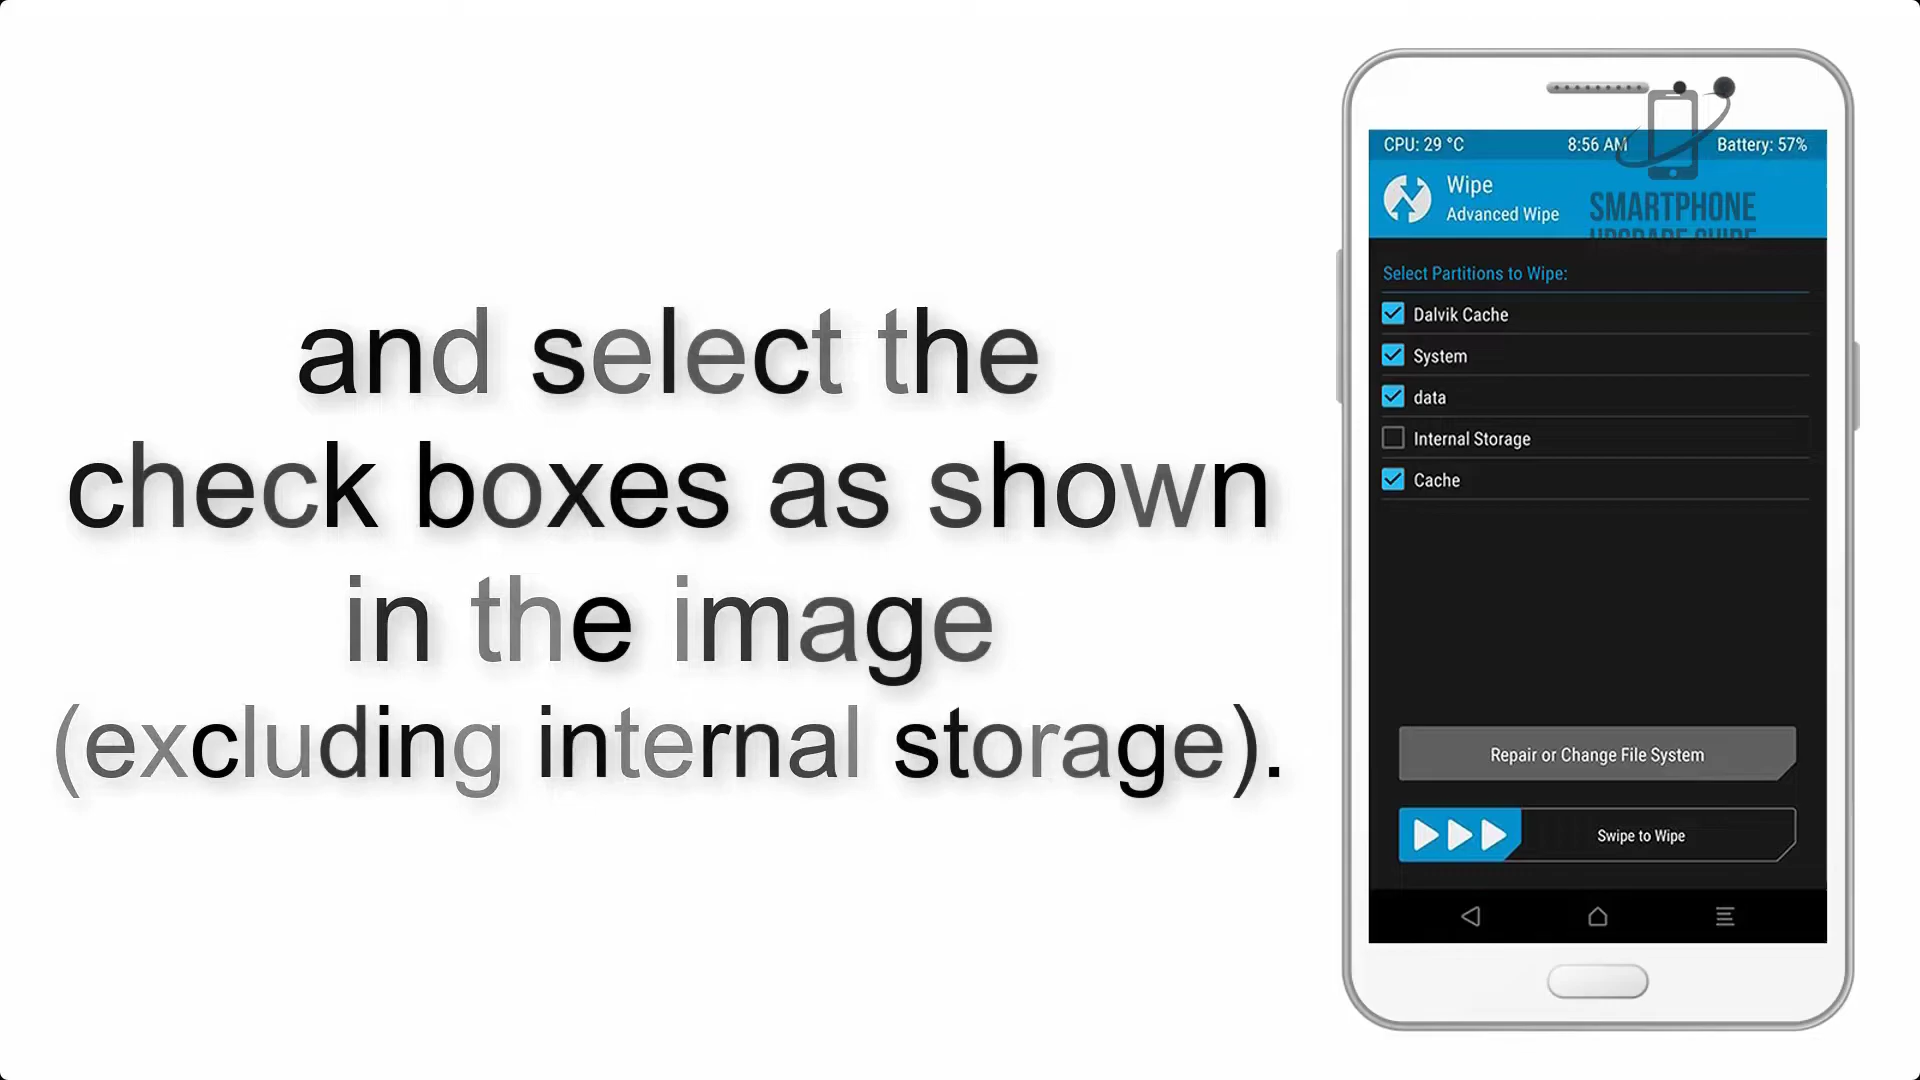 and select the
check boxes as shown
in the image
(excluding internal storage).
CPU: 29 °C 8:56 AM Battery: 57%
Wipe
Advanced Wipe
SMARTPHONE
UPGRADE GUIDE
Select Partitions to Wipe:
Dalvik Cache
System
data
Internal Storage
Cache
Repair or Change File System
Swipe to Wipe